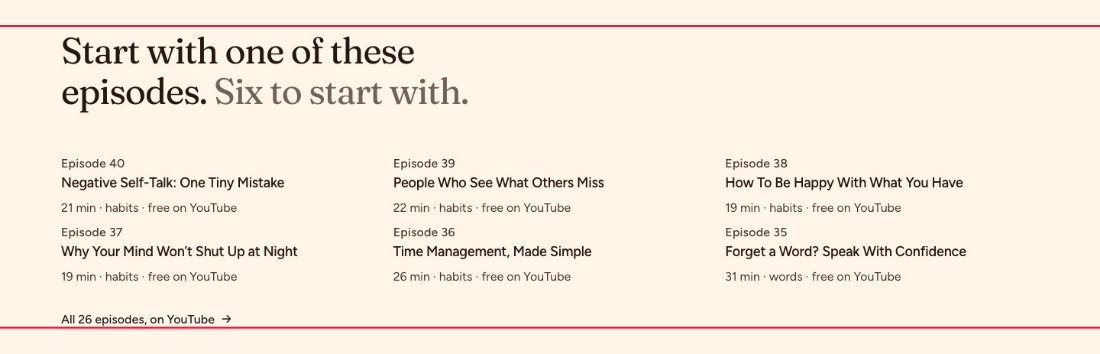 Start with one of these
episodes. Six to start with.
Episode 40
Negative Self-Talk: One Tiny Mistake
21 min · habits · free on YouTube
Episode 39
People Who See What Others Miss
22 min · habits · free on YouTube
Episode 38
How To Be Happy With What You Have
19 min · habits · free on YouTube
Episode 37
Why Your Mind Won’t Shut Up at Night
19 min · habits · free on YouTube
Episode 36
Time Management, Made Simple
26 min · habits · free on YouTube
Episode 35
Forget a Word? Speak With Confidence
31 min · words · free on YouTube
All 26 episodes, on YouTube →